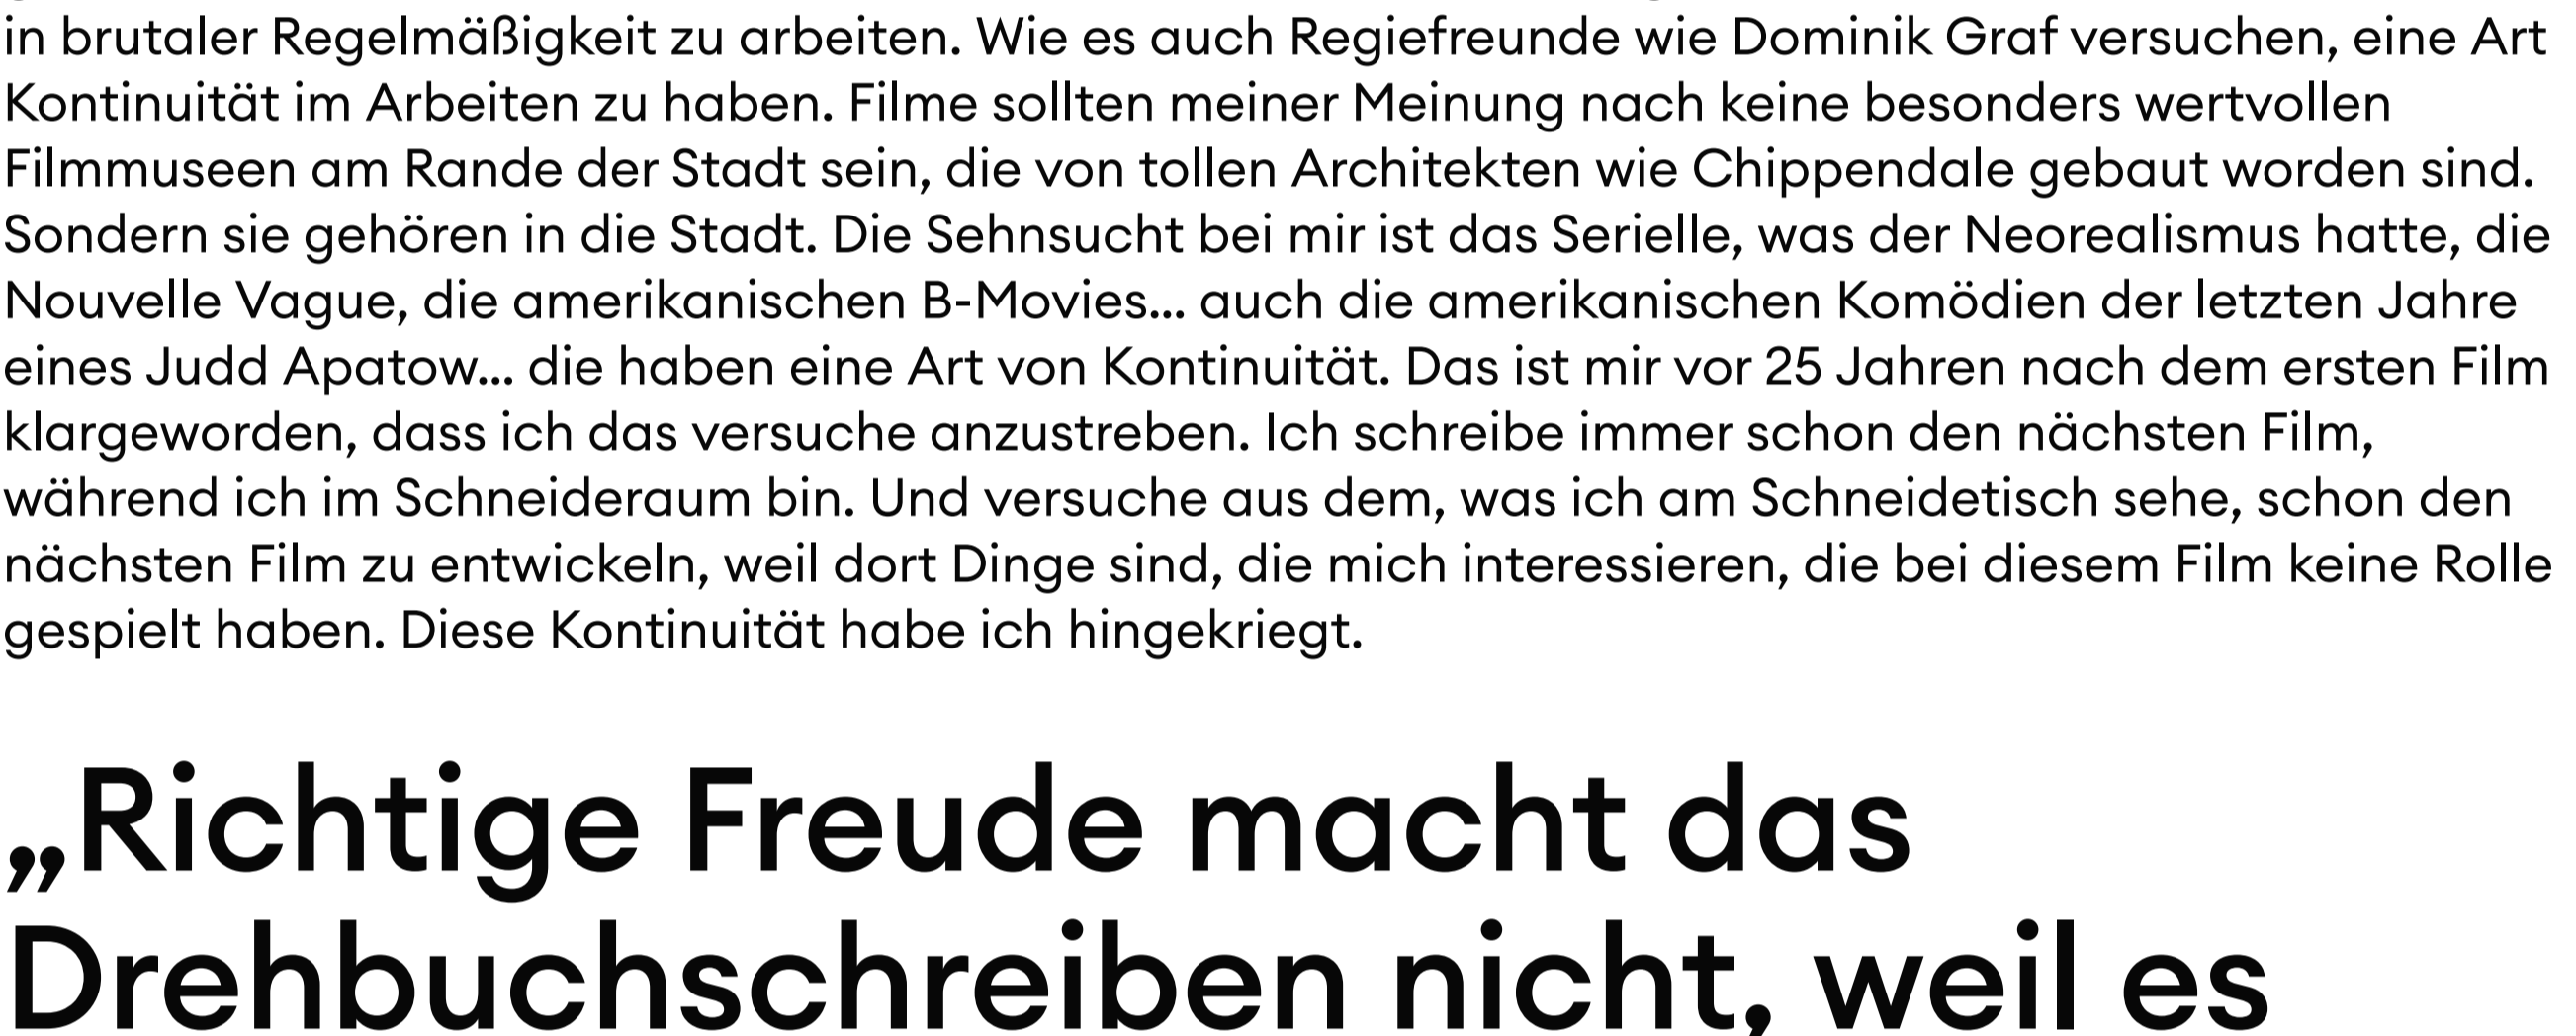 in brutaler Regelmäßigkeit zu arbeiten. Wie es auch Regiefreunde wie Dominik Graf versuchen, eine Art
Kontinuität im Arbeiten zu haben. Filme sollten meiner Meinung nach keine besonders wertvollen
Filmmuseen am Rande der Stadt sein, die von tollen Architekten wie Chippendale gebaut worden sind.
Sondern sie gehören in die Stadt. Die Sehnsucht bei mir ist das Serielle, was der Neorealismus hatte, die
Nouvelle Vague, die amerikanischen B-Movies... auch die amerikanischen Komödien der letzten Jahre
eines Judd Apatow... die haben eine Art von Kontinuität. Das ist mir vor 25 Jahren nach dem ersten Film
klargeworden, dass ich das versuche anzustreben. Ich schreibe immer schon den nächsten Film,
während ich im Schneideraum bin. Und versuche aus dem, was ich am Schneidetisch sehe, schon den
nächsten Film zu entwickeln, weil dort Dinge sind, die mich interessieren, die bei diesem Film keine Rolle
gespielt haben. Diese Kontinuität habe ich hingekriegt.
„Richtige Freude macht das
Drehbuchschreiben nicht, weil es